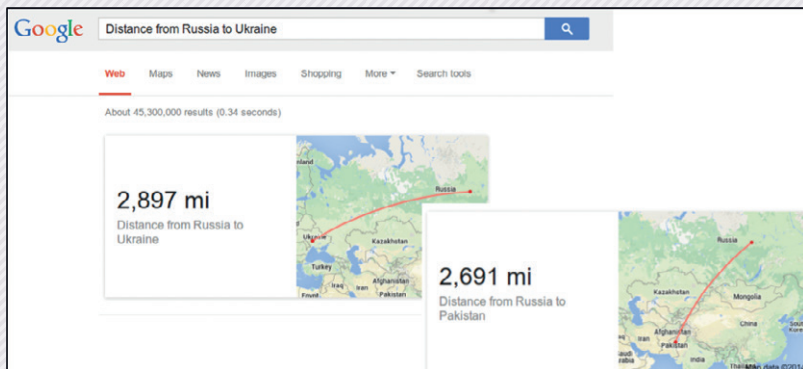 Google
Distance from Russia to Ukraine
Web Maps News Images Shopping More Search tools
About 45,300,000 results (0.34 seconds)
2,897 mi
Distance from Russia to
Ukraine
Russia
Ukraine
Kazakhstan
Turkey
Iraq
Iran
Afghanistan
Pakistan
2,691 mi
Distance from Russia to
Pakistan
Russia
Kazakhstan
Mongolia
China
Afghanistan
Iran
Pakistan
India